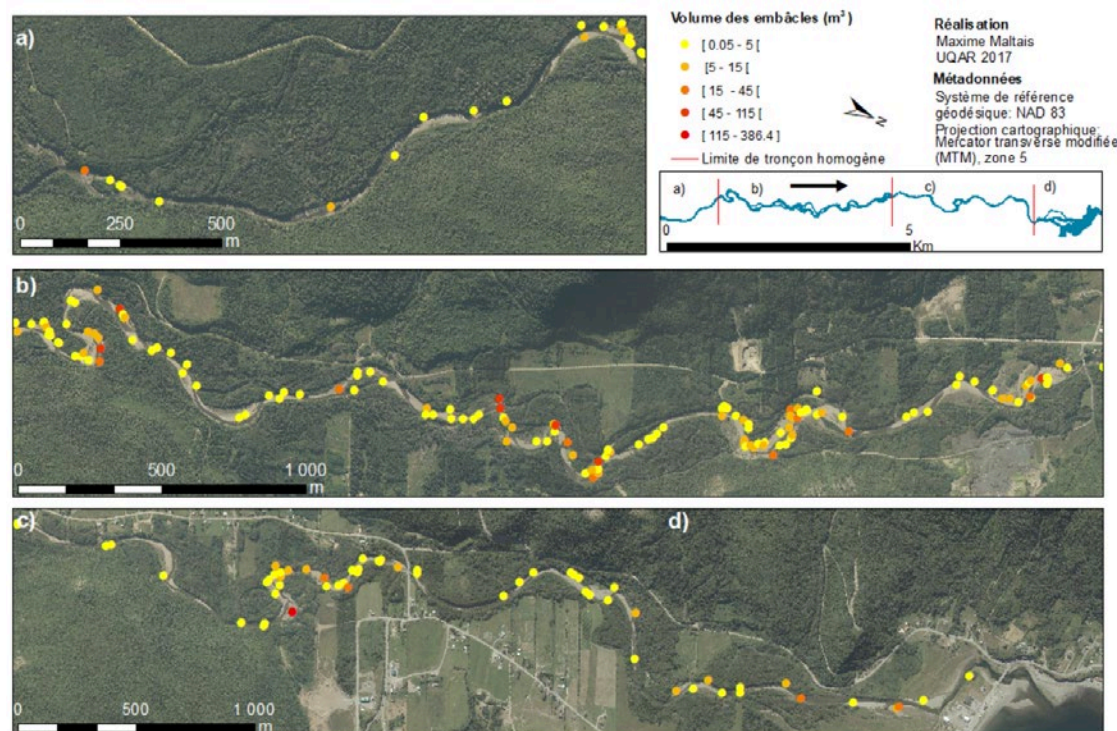 a)
0 250 500
m
Volume des embâcles (m³)
[ 0.05 - 5 [
[5 - 15 [
[ 15 - 45 [
[ 45 - 115 [
[ 115 - 386.4 ]
Limite de tronçon homogène
N
Réalisation
Maxime Maltais
UQAR 2017
Métadonnées
Système de référence
géodésique: NAD 83
Projection cartographique:
Mercator transverse modifiée
(MTM), zone 5
a) b) c) d)
0 5
Km
b)
0 500 1 000
m
c) d)
0 500 1 000
m